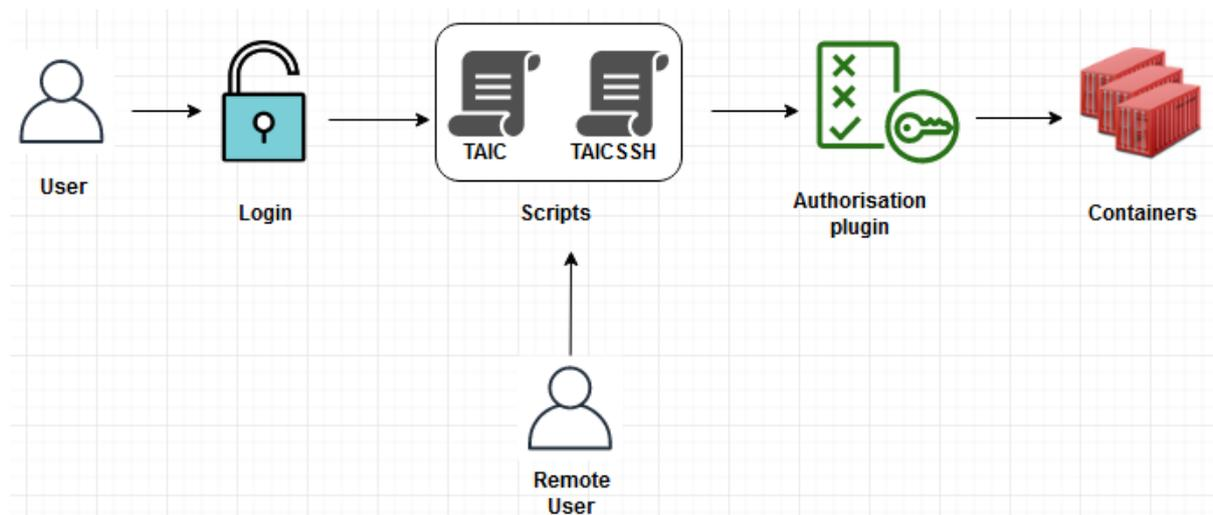 TAIC
TAICSSH
User
Login
Scripts
Authorisation
plugin
Containers
Remote
User